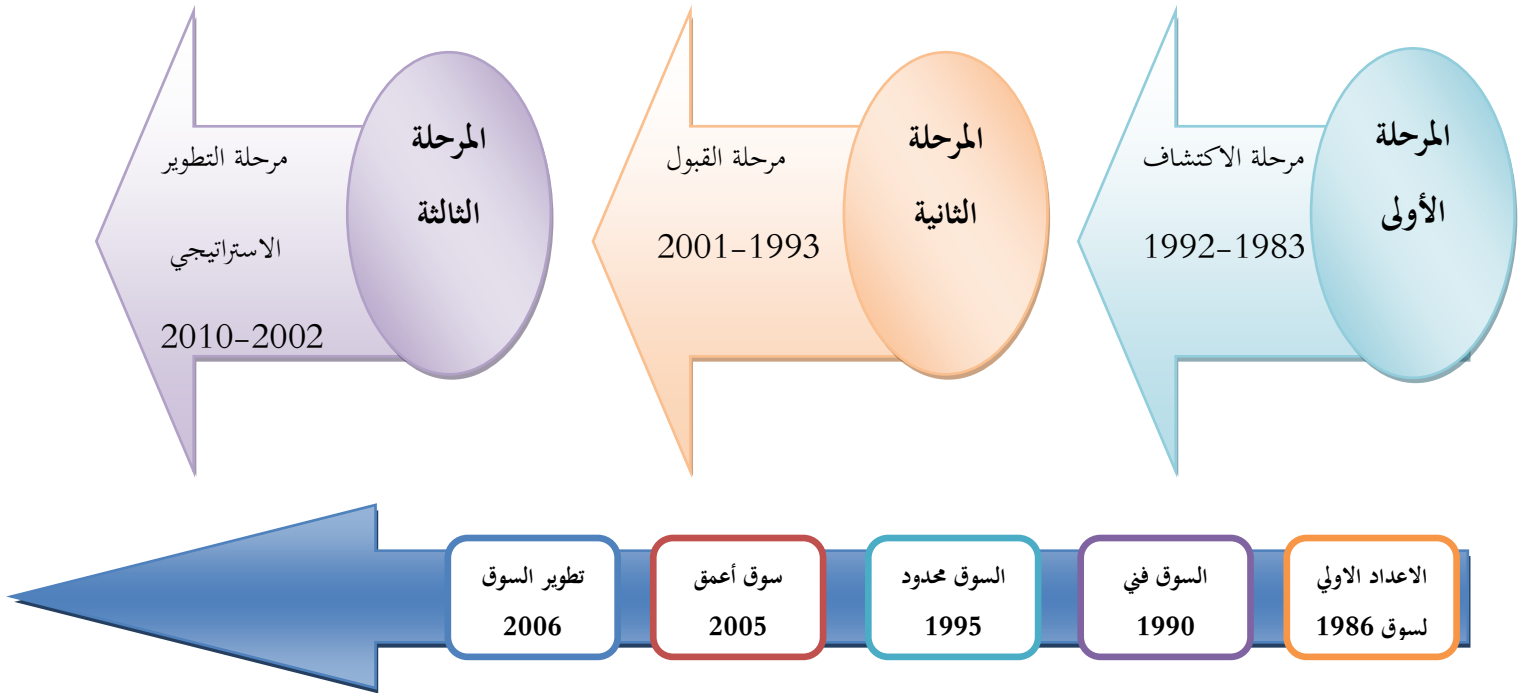 المرحلة
الأولى
مرحلة الاكتشاف
1992-1983
المرحلة
الثانية
مرحلة القبول
2001-1993
المرحلة
الثالثة
مرحلة التطوير
الاستراتيجي
2010-2002
الاعداد الاولي
لسوق 1986
السوق فني
1990
السوق محدود
1995
سوق أعمق
2005
تطوير السوق
2006